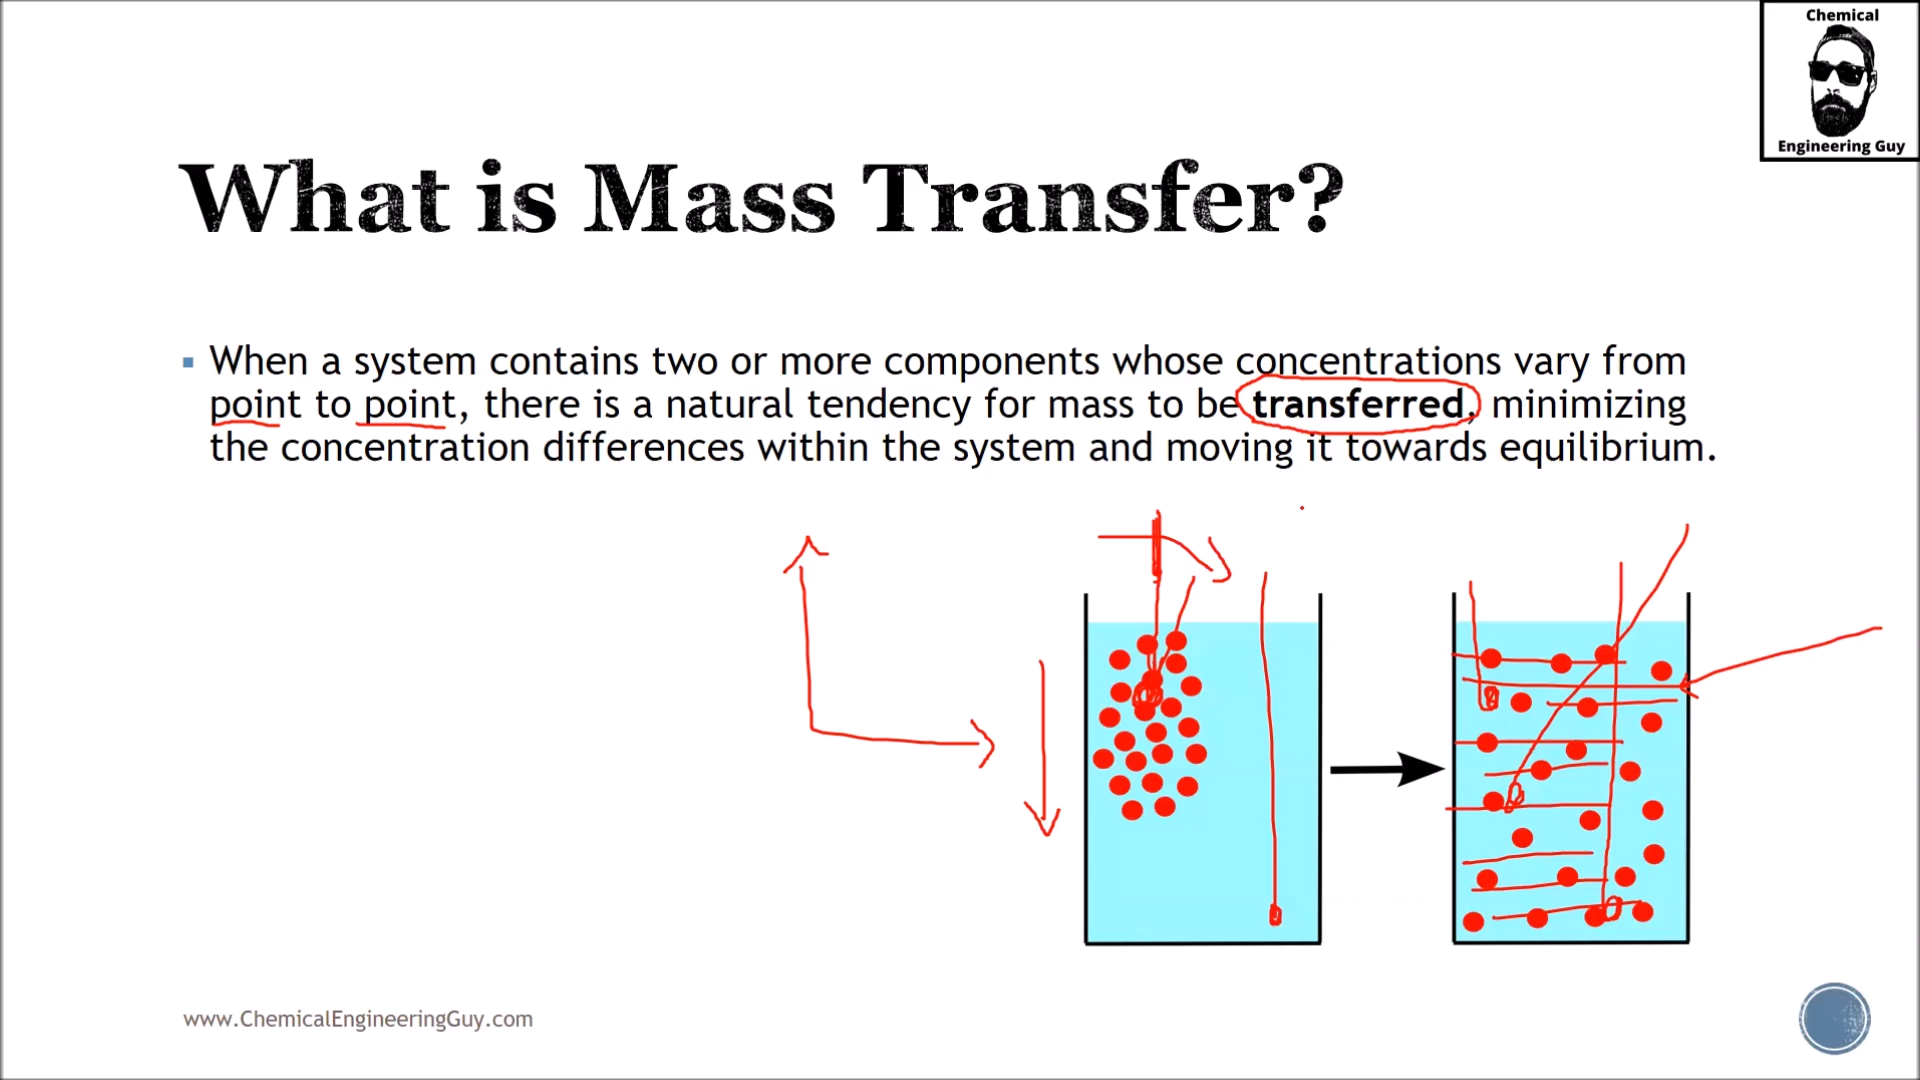 Chemical
Engineering Guy
What is Mass Transfer?
▪ When a system contains two or more components whose concentrations vary from
point to point, there is a natural tendency for mass to be transferred, minimizing
the concentration differences within the system and moving it towards equilibrium.
www.ChemicalEngineeringGuy.com